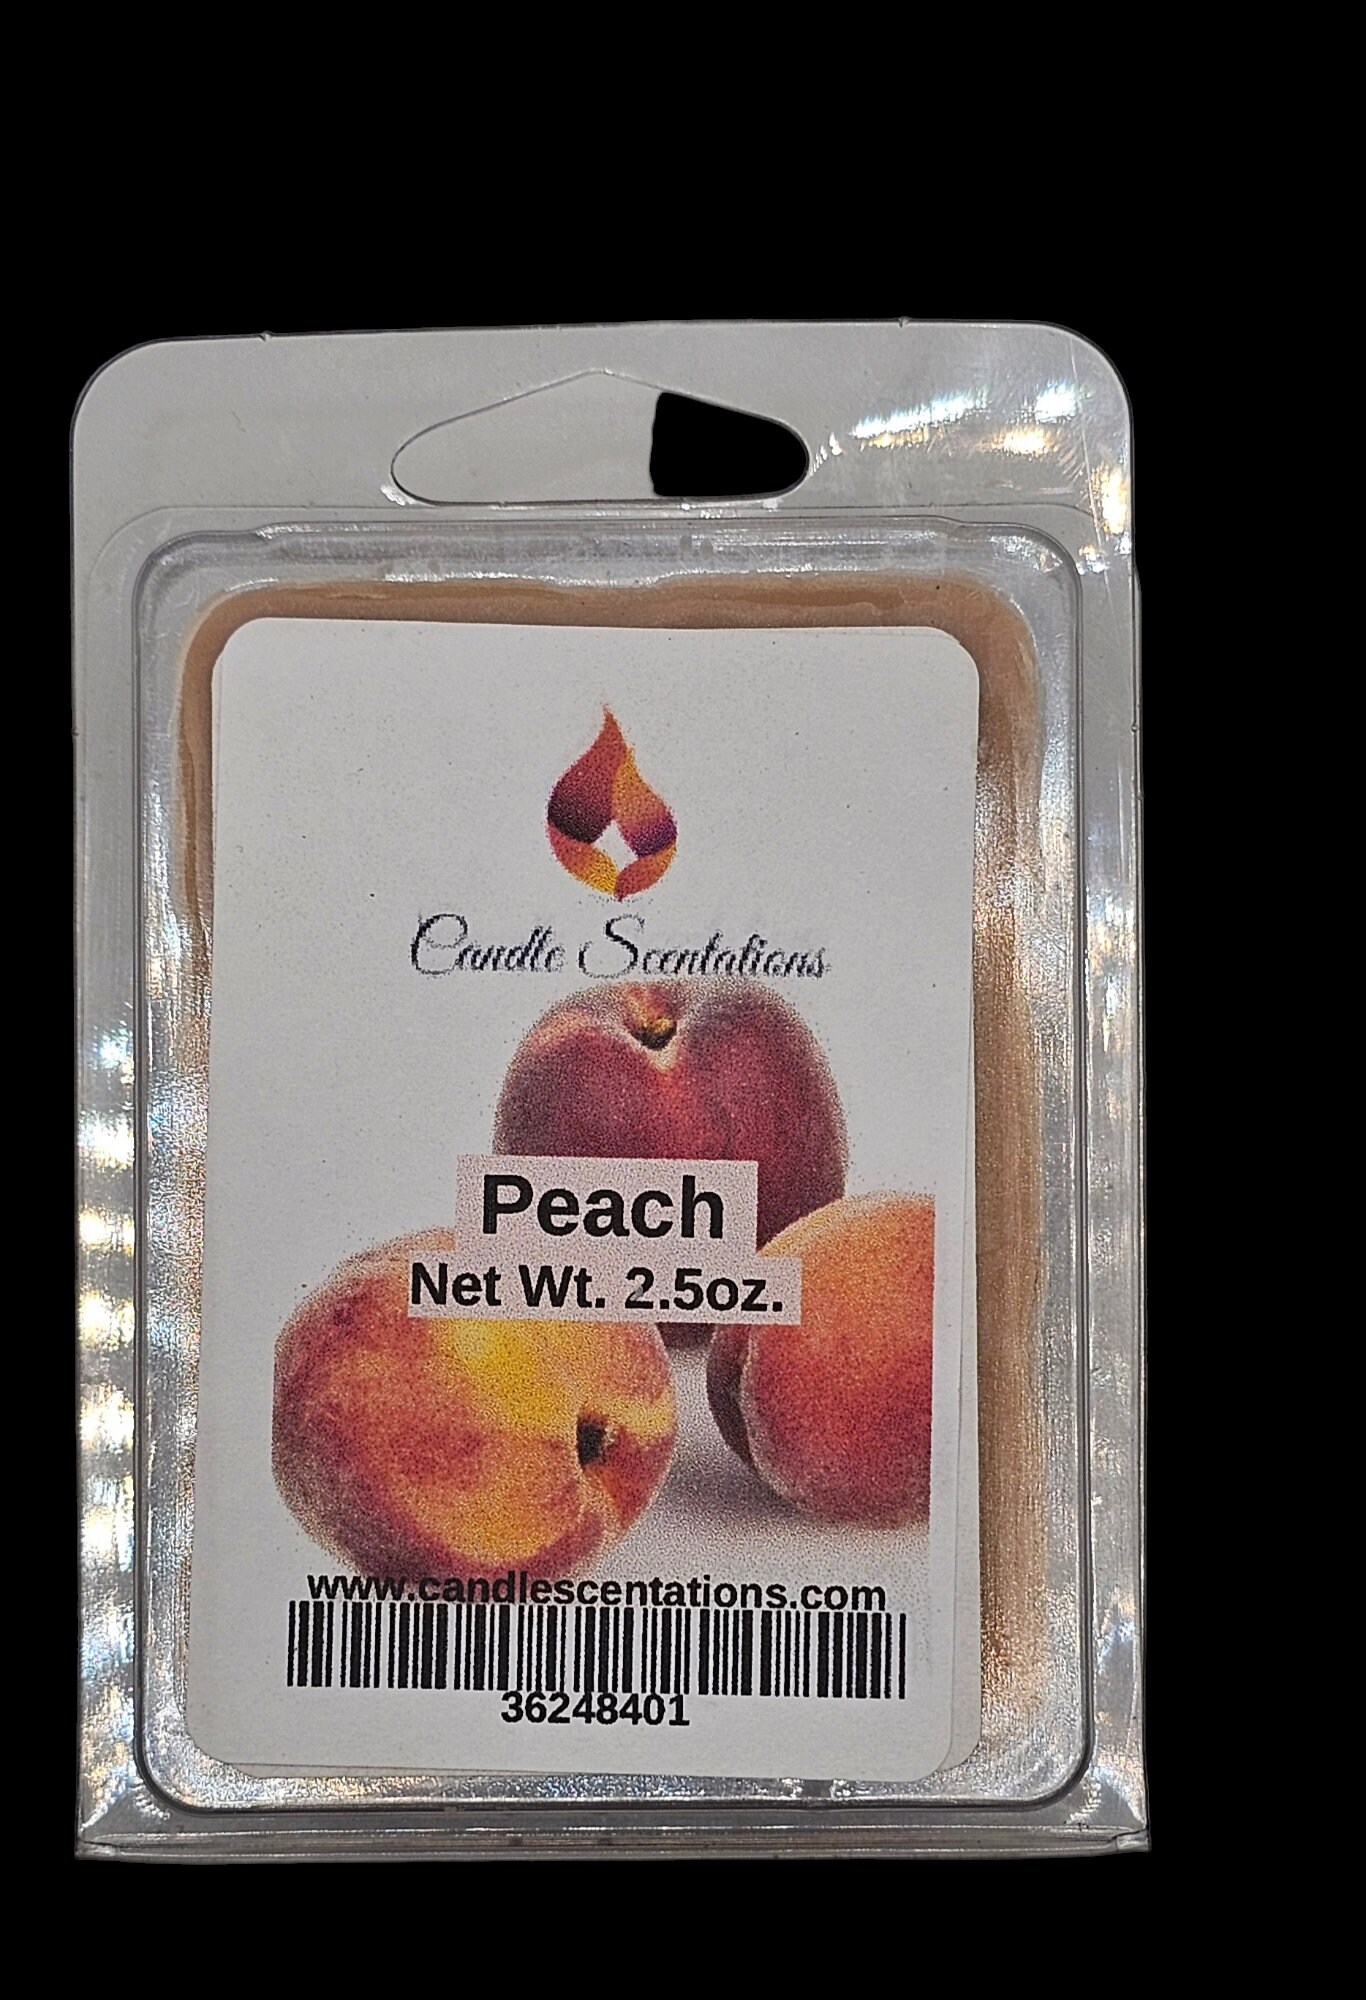 Candle Scentations
Peach
Net Wt. 2.5oz.
www.candlescentations.com
36248401